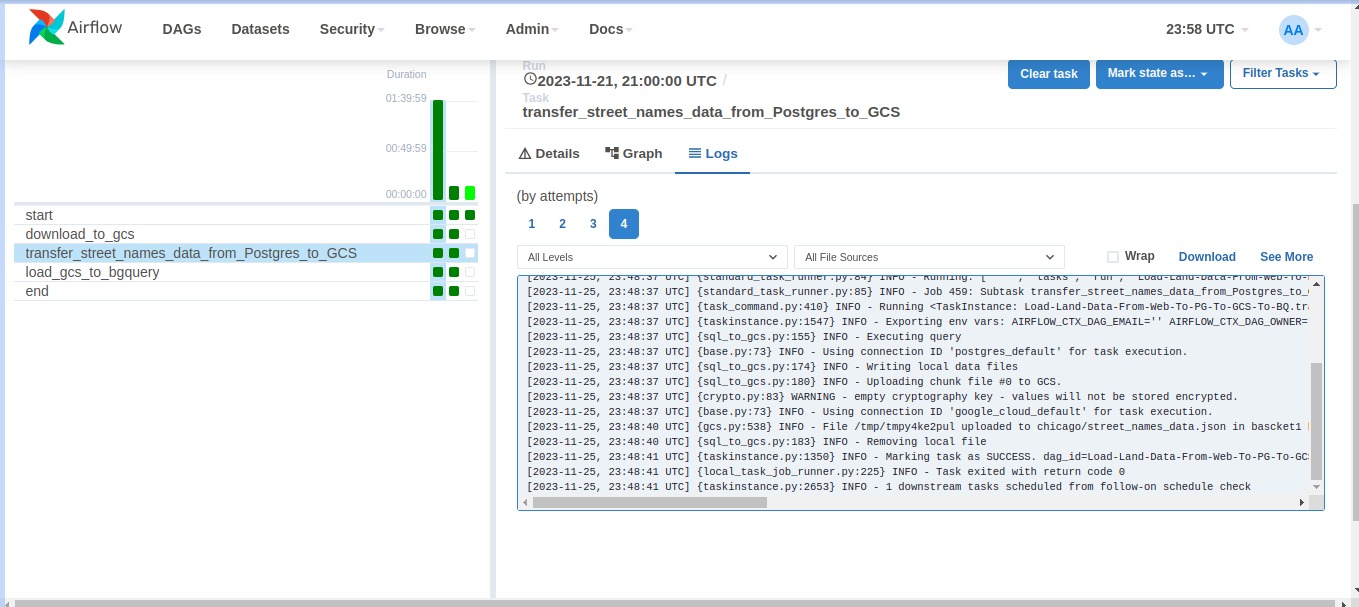 Airflow
DAGs
Datasets
Security
Browse
Admin
Docs
23:58 UTC
AA
Duration
01:39:59
00:49:59
00:00:00
start
download_to_gcs
transfer_street_names_data_from_Postgres_to_GCS
load_gcs_to_bgquery
end
Run
2023-11-21, 21:00:00 UTC /
Task
transfer_street_names_data_from_Postgres_to_GCS
Clear task
Mark state as...
Filter Tasks
Details
Graph
Logs
(by attempts)
1 2 3 4
All Levels
All File Sources
Wrap
Download
See More
[2023-11-25, 23:48:37 UTC] {standard_task_runner.py:84} INFO - Running: [' ', 'tasks', 'run', 'Load-Land-Data-From-Web-To-
[2023-11-25, 23:48:37 UTC] {standard_task_runner.py:85} INFO - Job 459: Subtask transfer_street_names_data_from_Postgres_to_
[2023-11-25, 23:48:37 UTC] {task_command.py:410} INFO - Running <TaskInstance: Load-Land-Data-From-Web-To-PG-To-GCS-To-BQ.tra
[2023-11-25, 23:48:37 UTC] {taskinstance.py:1547} INFO - Exporting env vars: AIRFLOW_CTX_DAG_EMAIL='' AIRFLOW_CTX_DAG_OWNER=
[2023-11-25, 23:48:37 UTC] {sql_to_gcs.py:155} INFO - Executing query
[2023-11-25, 23:48:37 UTC] {base.py:73} INFO - Using connection ID 'postgres_default' for task execution.
[2023-11-25, 23:48:37 UTC] {sql_to_gcs.py:174} INFO - Writing local data files
[2023-11-25, 23:48:37 UTC] {sql_to_gcs.py:180} INFO - Uploading chunk file #0 to GCS.
[2023-11-25, 23:48:37 UTC] {crypto.py:83} WARNING - empty cryptography key - values will not be stored encrypted.
[2023-11-25, 23:48:37 UTC] {base.py:73} INFO - Using connection ID 'google_cloud_default' for task execution.
[2023-11-25, 23:48:40 UTC] {gcs.py:538} INFO - File /tmp/tmpy4ke2pul uploaded to chicago/street_names_data.json in bascket1
[2023-11-25, 23:48:40 UTC] {sql_to_gcs.py:183} INFO - Removing local file
[2023-11-25, 23:48:41 UTC] {taskinstance.py:1350} INFO - Marking task as SUCCESS. dag_id=Load-Land-Data-From-Web-To-PG-To-GCS
[2023-11-25, 23:48:41 UTC] {local_task_job_runner.py:225} INFO - Task exited with return code 0
[2023-11-25, 23:48:41 UTC] {taskinstance.py:2653} INFO - 1 downstream tasks scheduled from follow-on schedule check